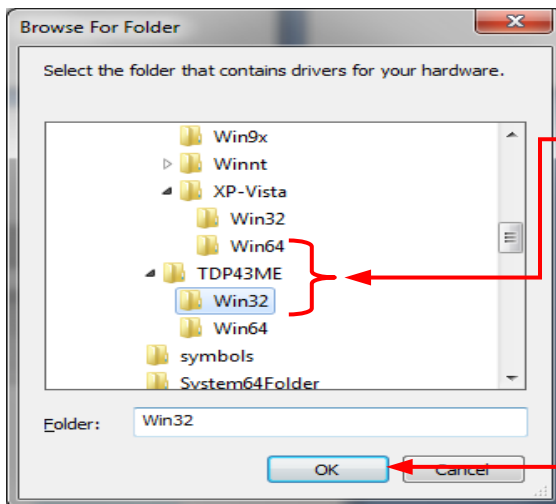 Browse For Folder
Select the folder that contains drivers for your hardware.
Win9x
Winnt
XP-Vista
Win32
Win64
TDP43ME
Win32
Win64
symbols
System64Folder
Folder: Win32
OK Cancel